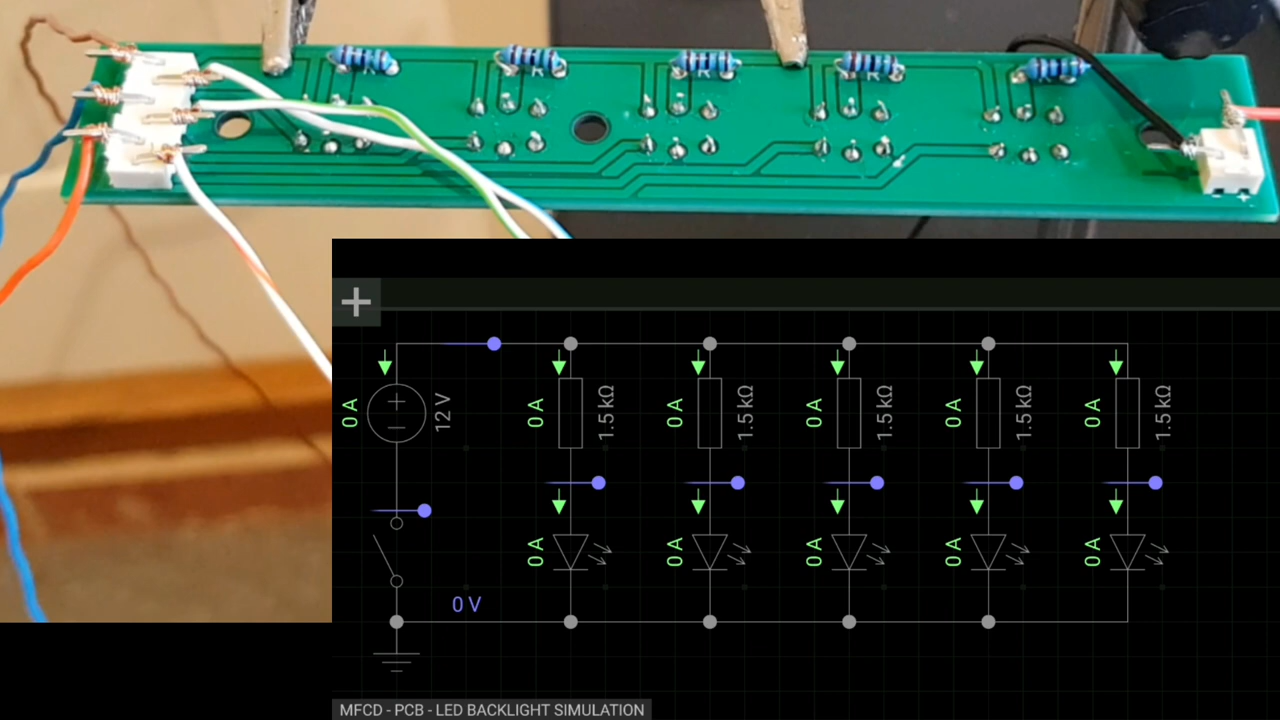 R
R
R
R
+
12 V
0 A
0 A
1.5 kΩ
0 A
1.5 kΩ
0 A
1.5 kΩ
0 A
1.5 kΩ
0 A
1.5 kΩ
0 A
0 A
0 A
0 A
0 A
0 V
MFCD - PCB - LED BACKLIGHT SIMULATION